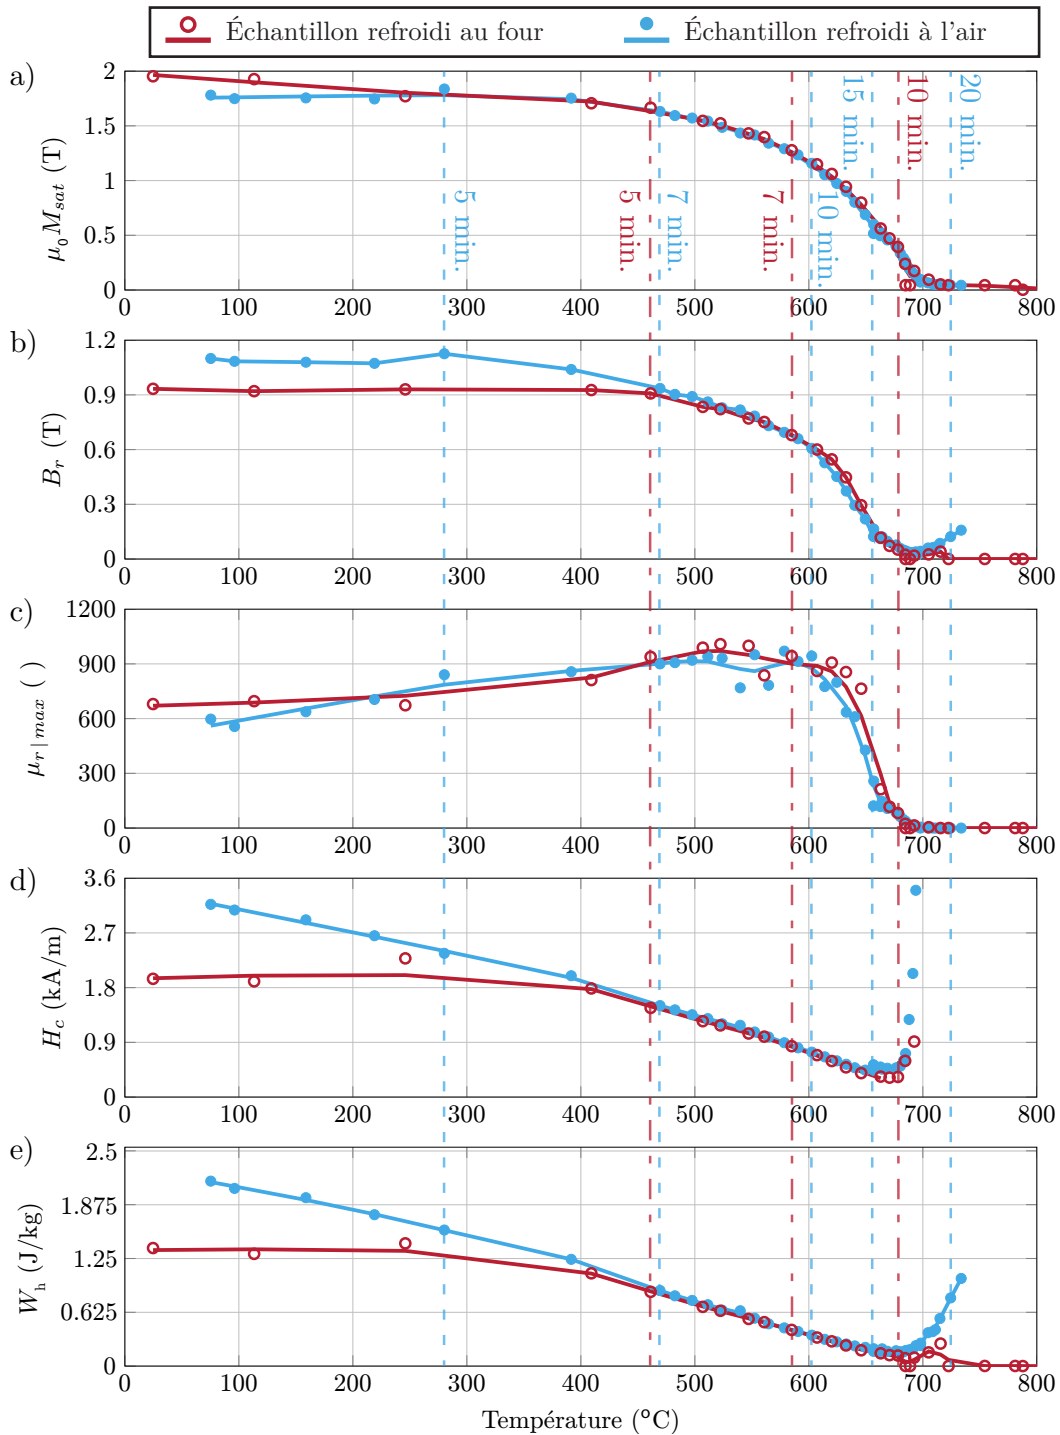 Échantillon refroidi au four Échantillon refroidi à l'air
a)
μ₀M_sat (T)
2
1.5
1
0.5
0
5 min.
5 min.
7 min.
7 min.
10 min.
15 min.
10 min.
20 min.
0 100 200 300 400 500 600 700 800
b)
B_r (T)
1.2
0.9
0.6
0.3
0
0 100 200 300 400 500 600 700 800
c)
μ_r|max ( )
1200
900
600
300
0
0 100 200 300 400 500 600 700 800
d)
H_c (kA/m)
3.6
2.7
1.8
0.9
0
0 100 200 300 400 500 600 700 800
e)
W_h (J/kg)
2.5
1.875
1.25
0.625
0
0 100 200 300 400 500 600 700 800
Température (°C)